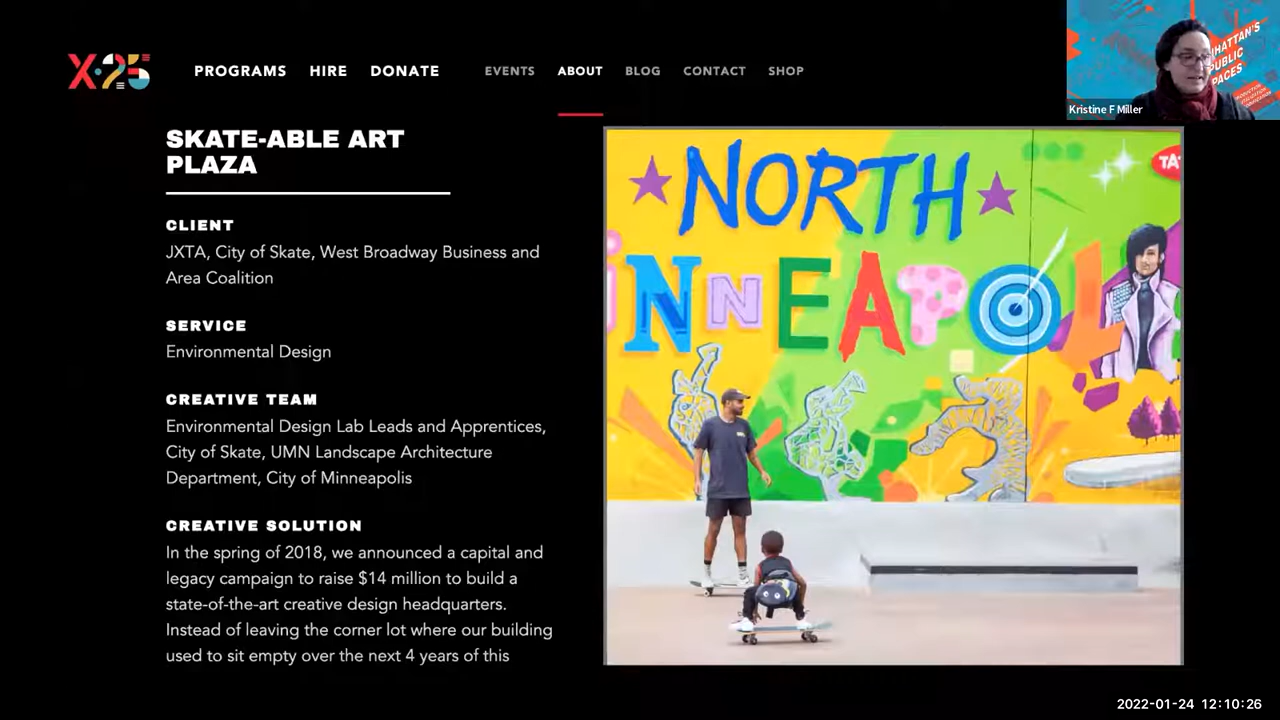 X·25
PROGRAMS HIRE DONATE EVENTS ABOUT BLOG CONTACT SHOP
SKATE-ABLE ART
PLAZA
CLIENT
JXTA, City of Skate, West Broadway Business and
Area Coalition
SERVICE
Environmental Design
CREATIVE TEAM
Environmental Design Lab Leads and Apprentices,
City of Skate, UMN Landscape Architecture
Department, City of Minneapolis
CREATIVE SOLUTION
In the spring of 2018, we announced a capital and
legacy campaign to raise $14 million to build a
state-of-the-art creative design headquarters.
Instead of leaving the corner lot where our building
used to sit empty over the next 4 years of this
NORTH
INNEAPOL
TA
HATTAN'S
PUBLIC
PACES
Kristine F Miller
2022-01-24 12:10:26